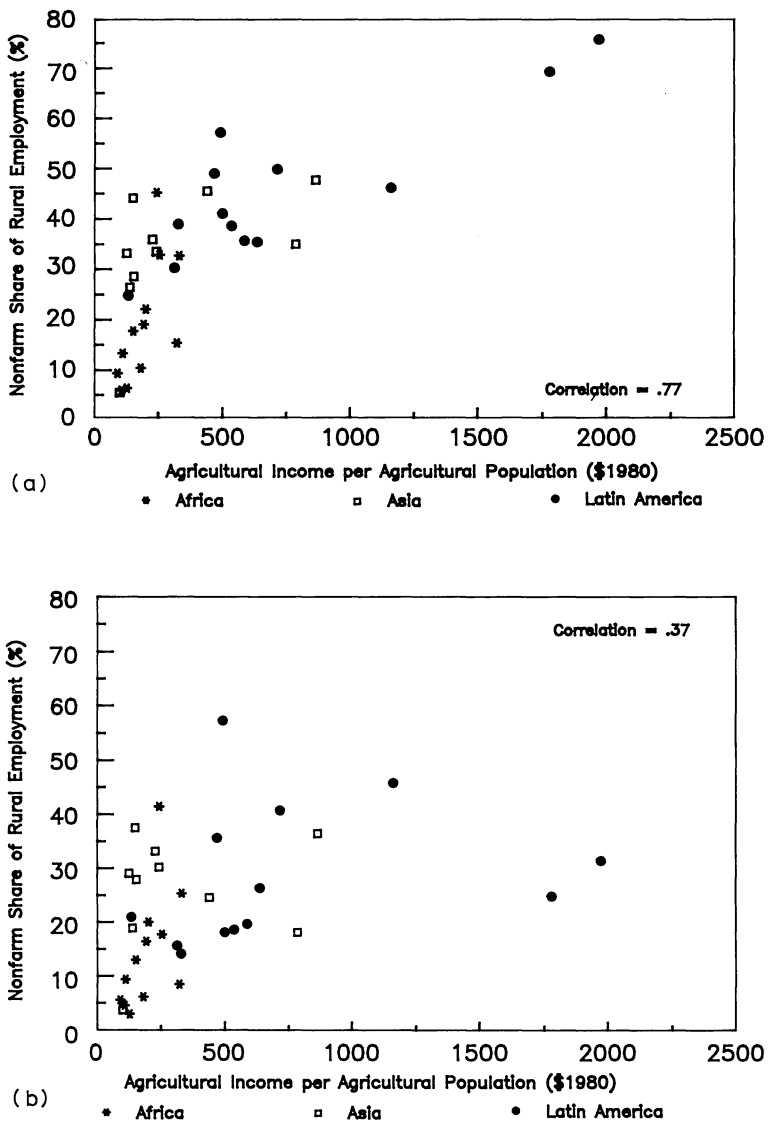 80
70
60
50
40
30
20
10
0
Nonfarm Share of Rural Employment (%)
Correlation = .77
0 500 1000 1500 2000 2500
Agricultural Income per Agricultural Population ($1980)
(a)
* Africa □ Asia ● Latin America
80
70
60
50
40
30
20
10
0
Nonfarm Share of Rural Employment (%)
Correlation = .37
0 500 1000 1500 2000 2500
Agricultural Income per Agricultural Population ($1980)
(b)
* Africa □ Asia ● Latin America